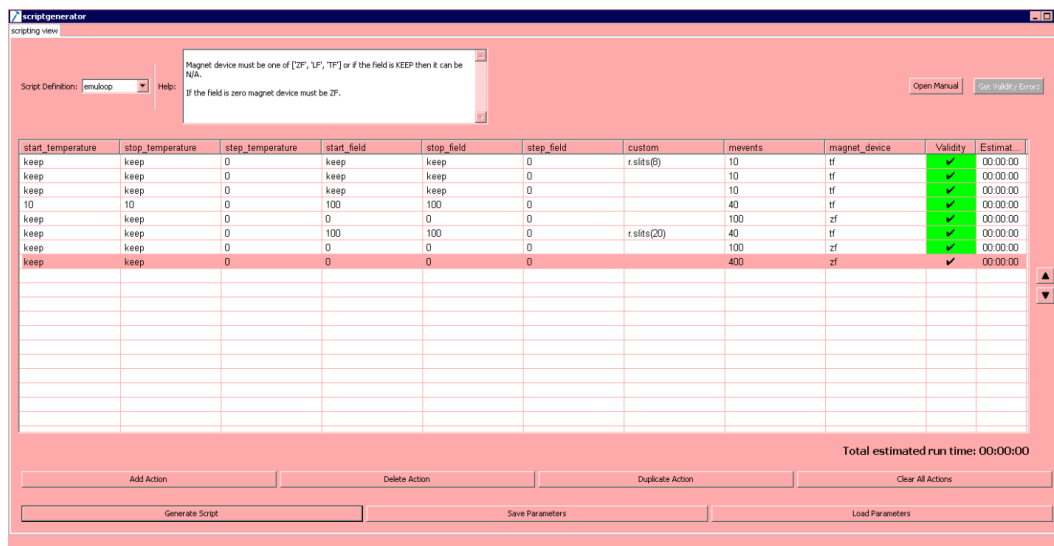 scriptgenerator
scripting view
Magnet device must be one of ['ZF', 'LF', 'TF'] or if the field is KEEP then it can be
N/A.
Script Definition: emuloop Help:
If the field is zero magnet device must be ZF.
Open Manual Get Validity Errors
start_temperature stop_temperature step_temperature start_field stop_field step_field custom mevents magnet_device Validity Estimat...
keep keep 0 keep keep 0 r.slits(8) 10 tf ✔ 00:00:00
keep keep 0 keep keep 0 10 tf ✔ 00:00:00
keep keep 0 keep keep 0 10 tf ✔ 00:00:00
10 10 0 100 100 0 40 tf ✔ 00:00:00
keep keep 0 0 0 0 100 zf ✔ 00:00:00
keep keep 0 100 100 0 r.slits(20) 40 tf ✔ 00:00:00
keep keep 0 0 0 0 100 zf ✔ 00:00:00
keep keep 0 0 0 0 400 zf ✔ 00:00:00
Total estimated run time: 00:00:00
Add Action Delete Action Duplicate Action Clear All Actions
Generate Script Save Parameters Load Parameters